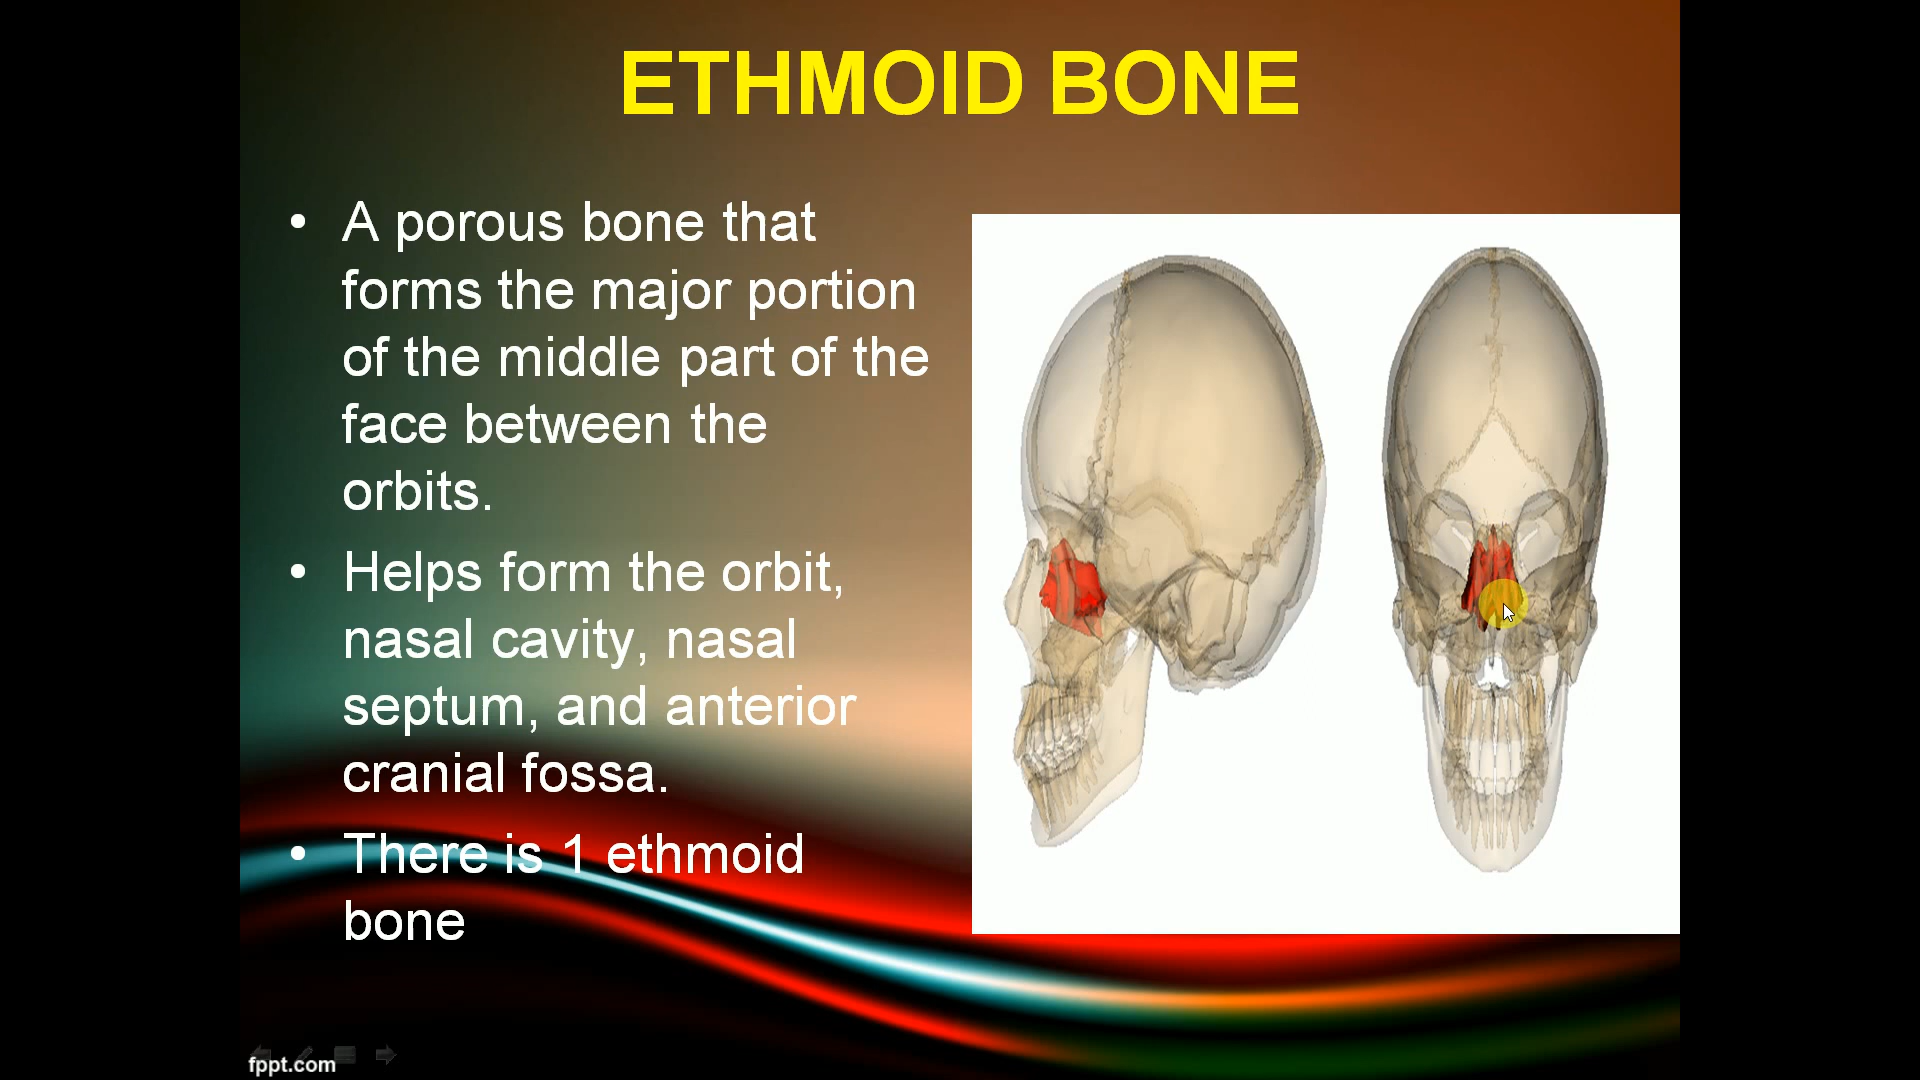 ETHMOID BONE
• A porous bone that
forms the major portion
of the middle part of the
face between the
orbits.
• Helps form the orbit,
nasal cavity, nasal
septum, and anterior
cranial fossa.
• There is 1 ethmoid
bone
fppt.com